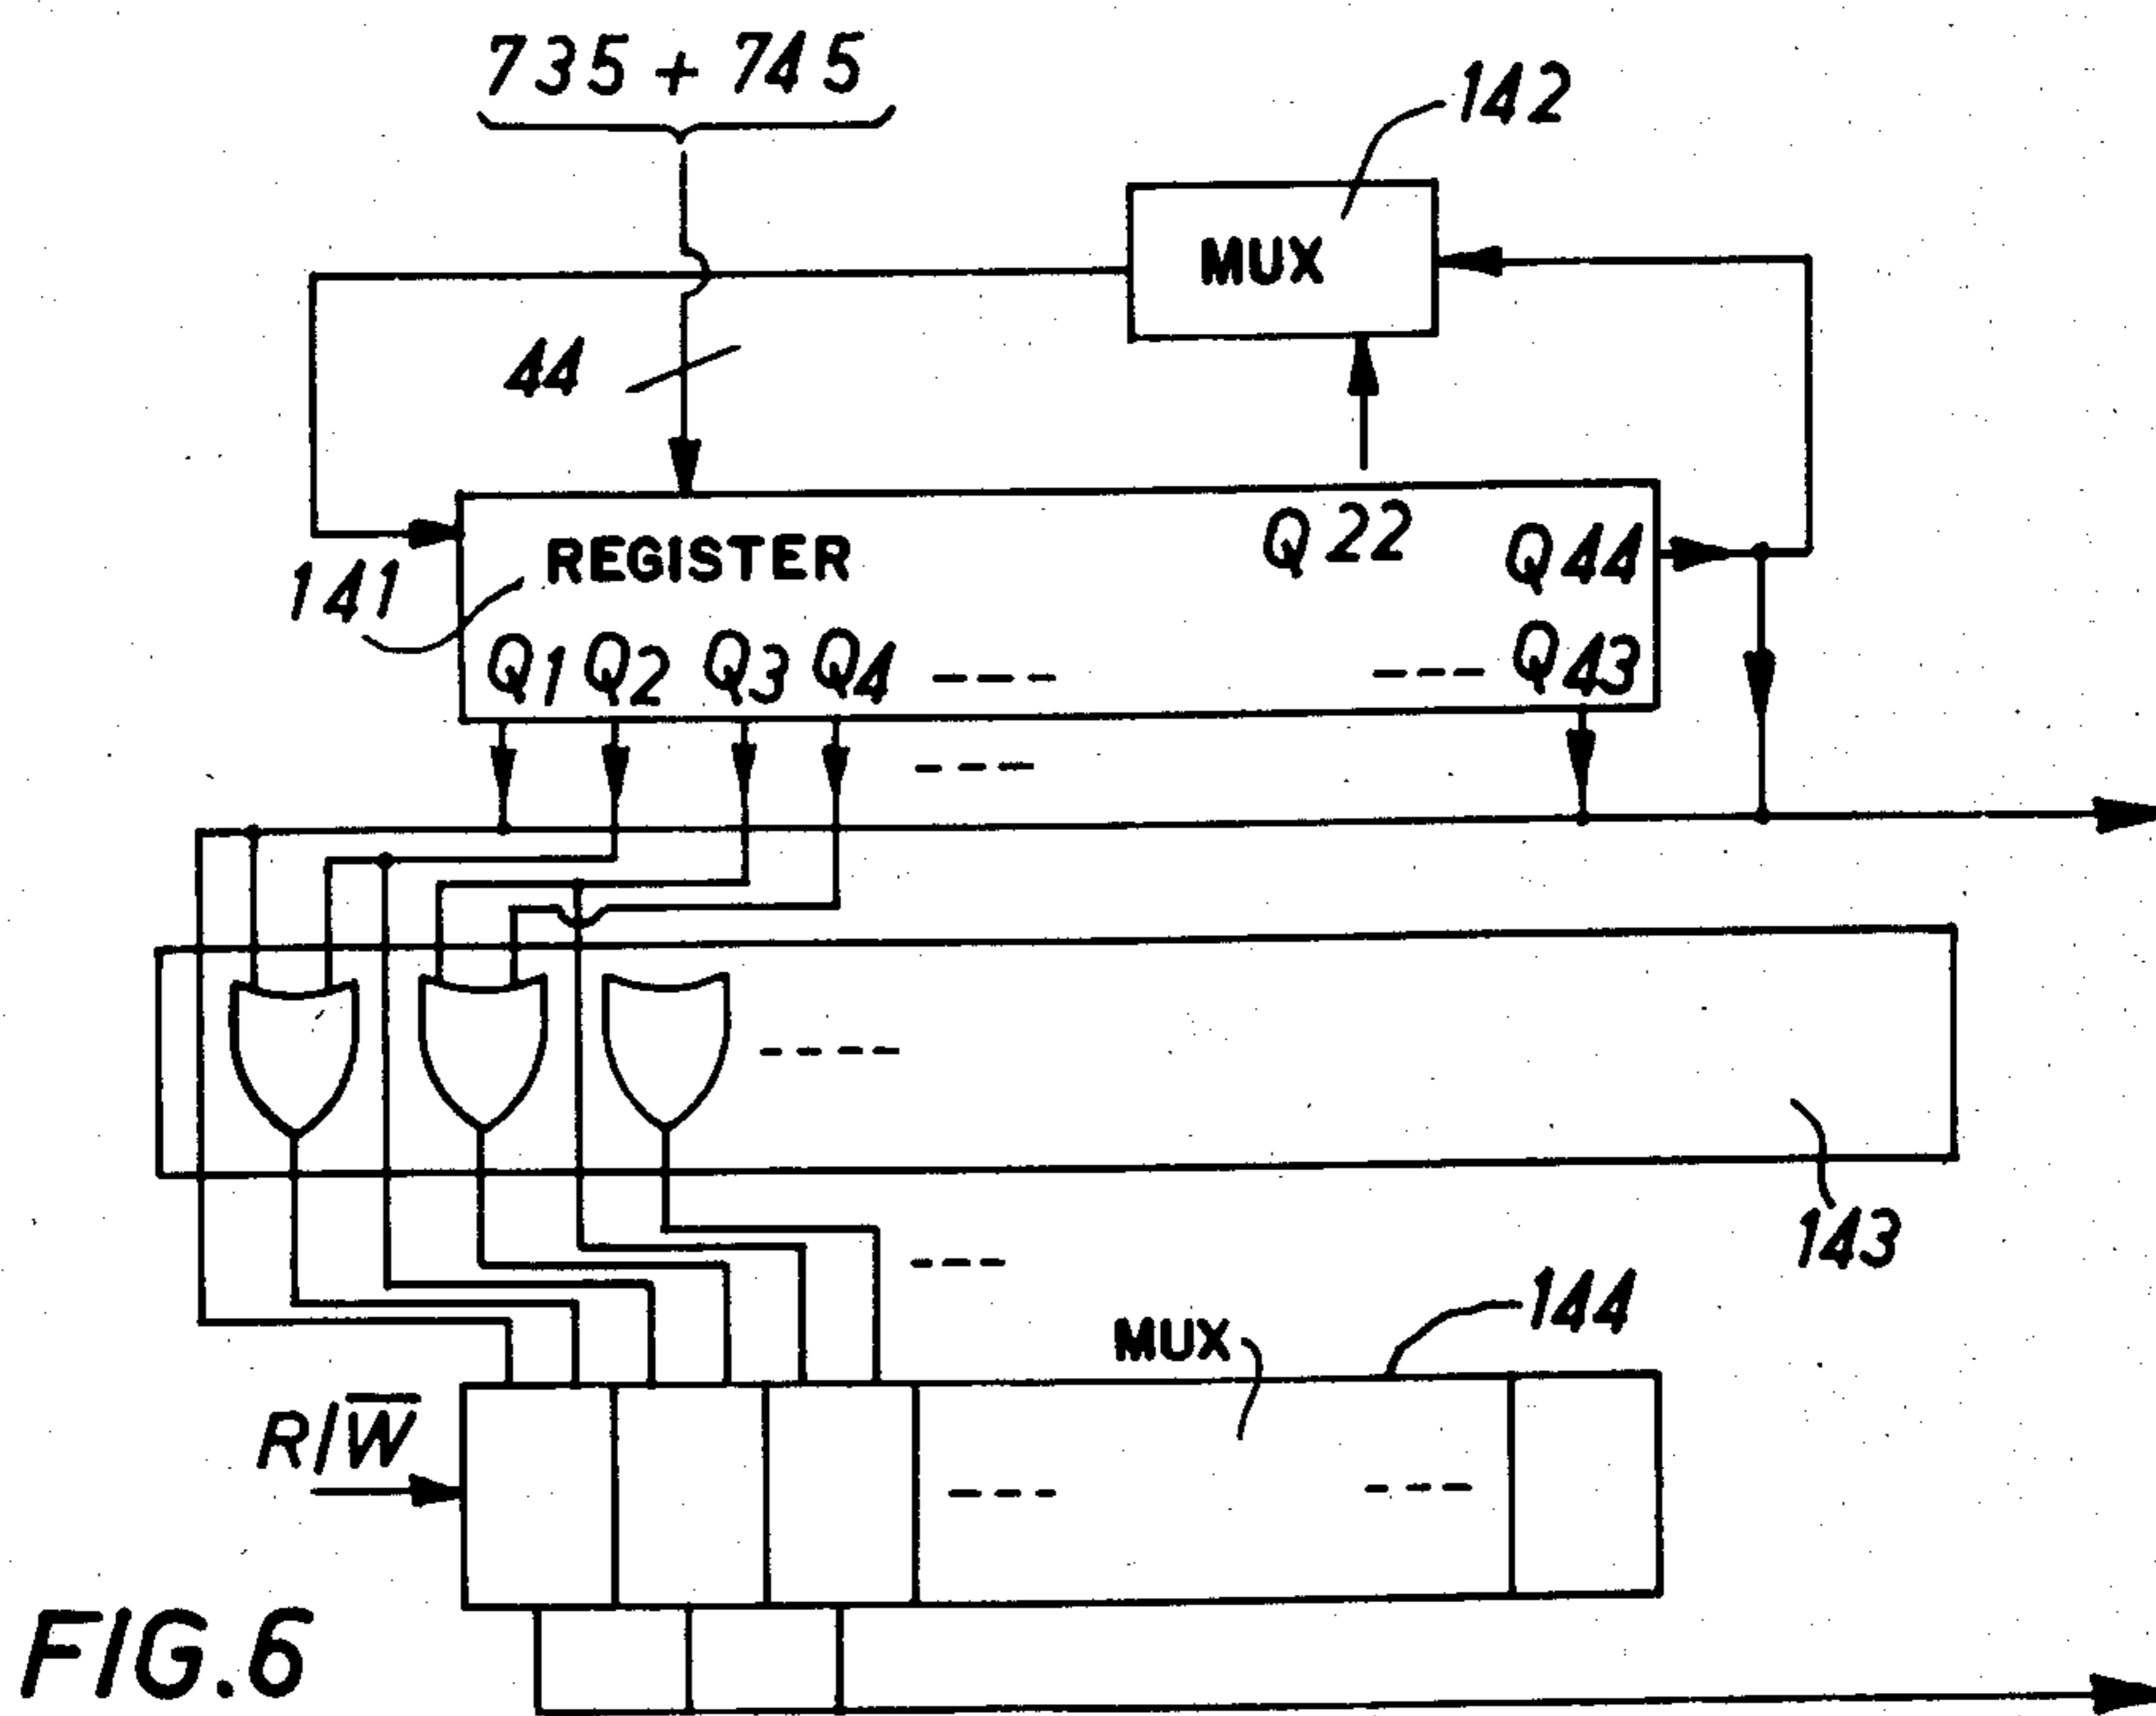 735 + 745
142
MUX
44
REGISTER
Q22
Q44
141
Q1 Q2 Q3 Q4 ---- --- Q43
----
-----
143
---
MUX
144
R/W̅
--- ---
FIG.6